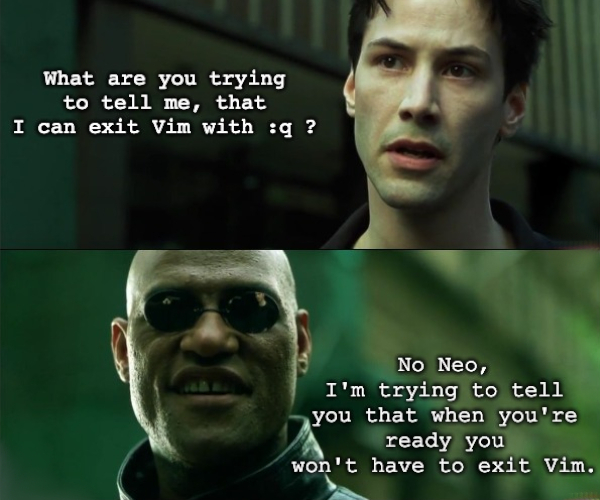 What are you trying
to tell me, that
I can exit Vim with :q ?
No Neo,
I'm trying to tell
you that when you're
ready you
won't have to exit Vim.